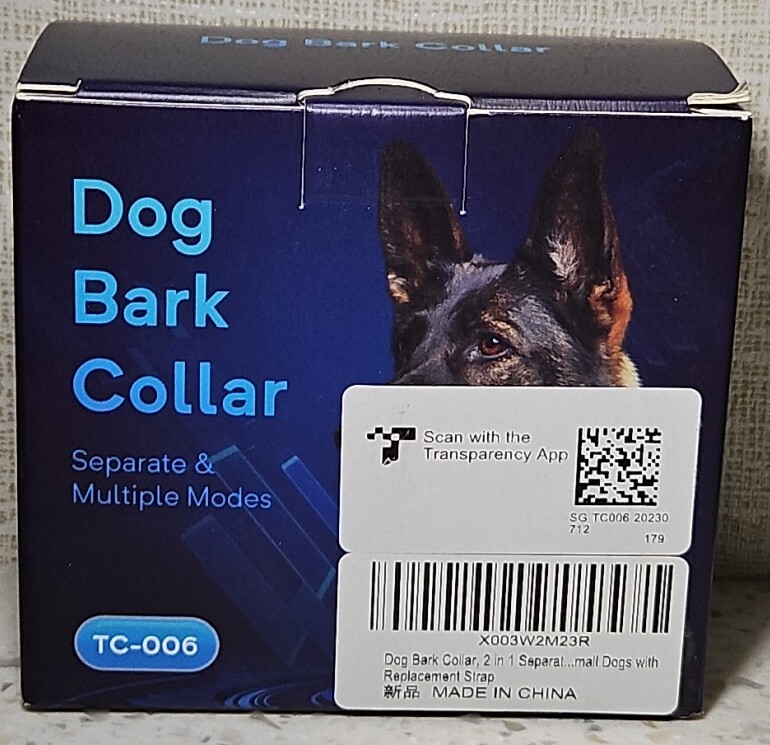 Dog Bark Collar
Dog
Bark
Collar
Separate &
Multiple Modes
TC-006
Scan with the
Transparency App
SG TC006 20230
712
179
X003W2M23R
Dog Bark Collar, 2 in 1 Separat...mall Dogs with
Replacement Strap
新品 MADE IN CHINA